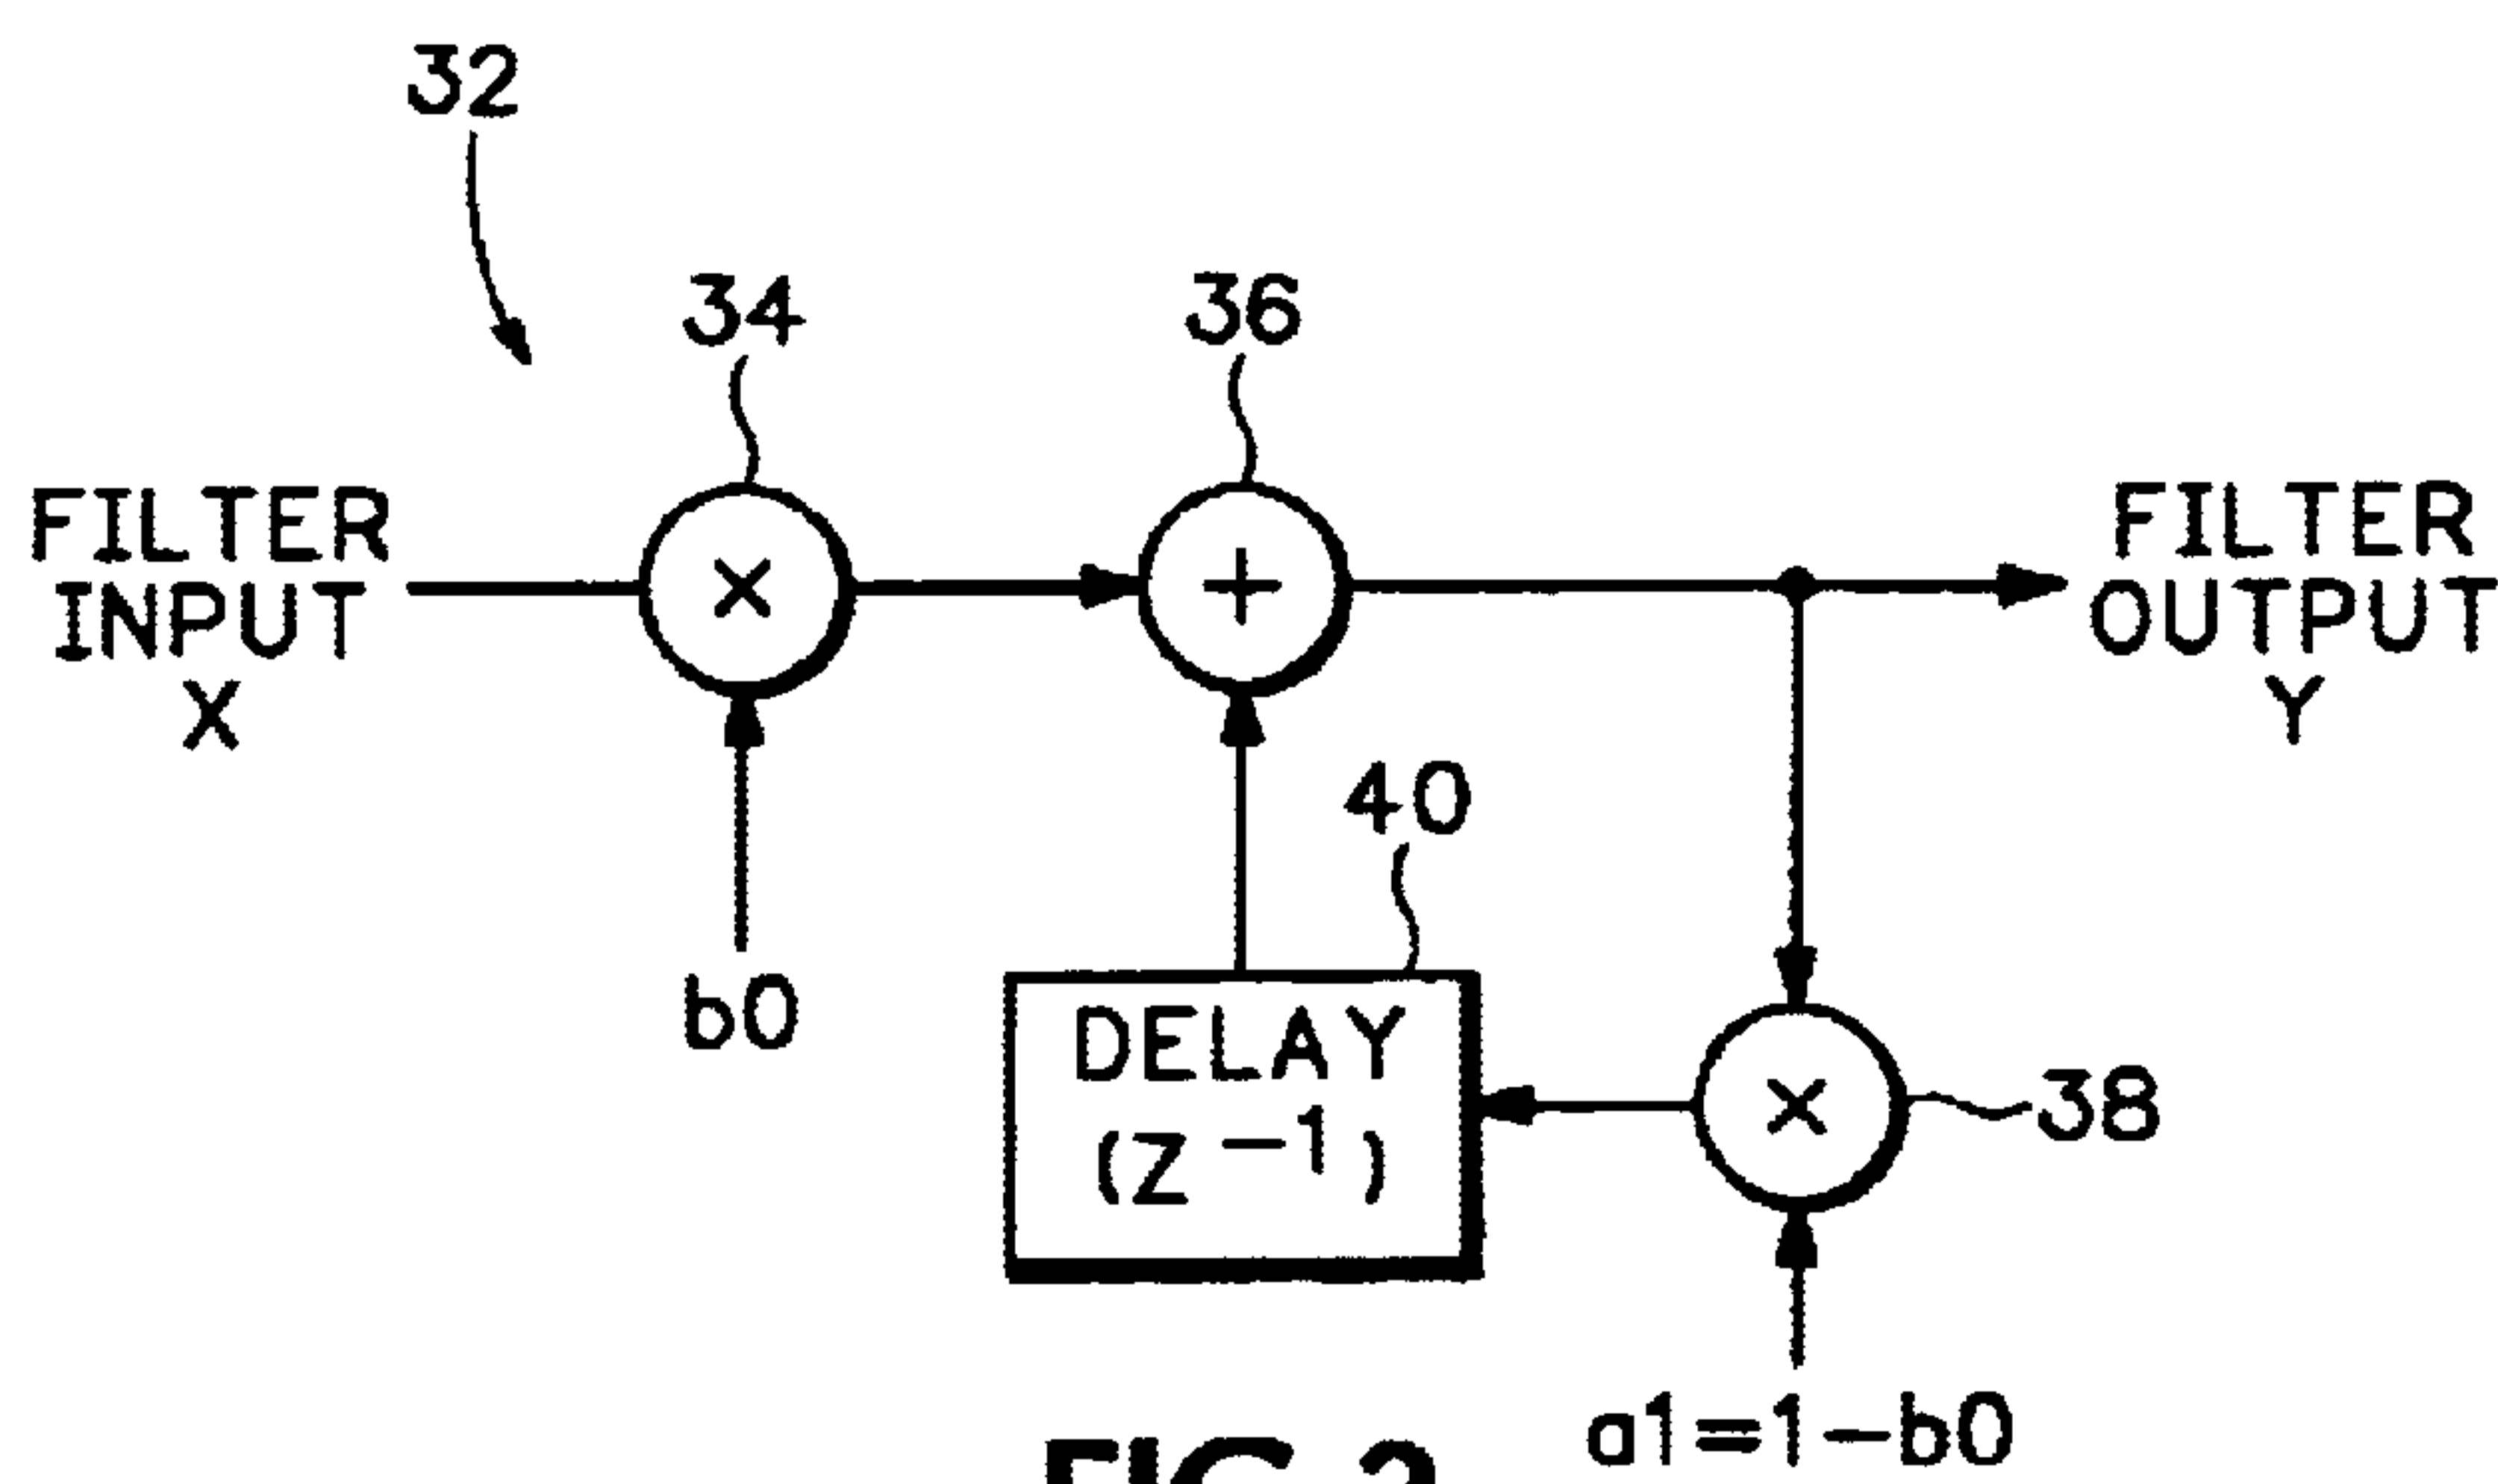 32
34
36
FILTER
INPUT
X
FILTER
OUTPUT
Y
40
b0
DELAY
(Z⁻¹)
38
a1=1-b0